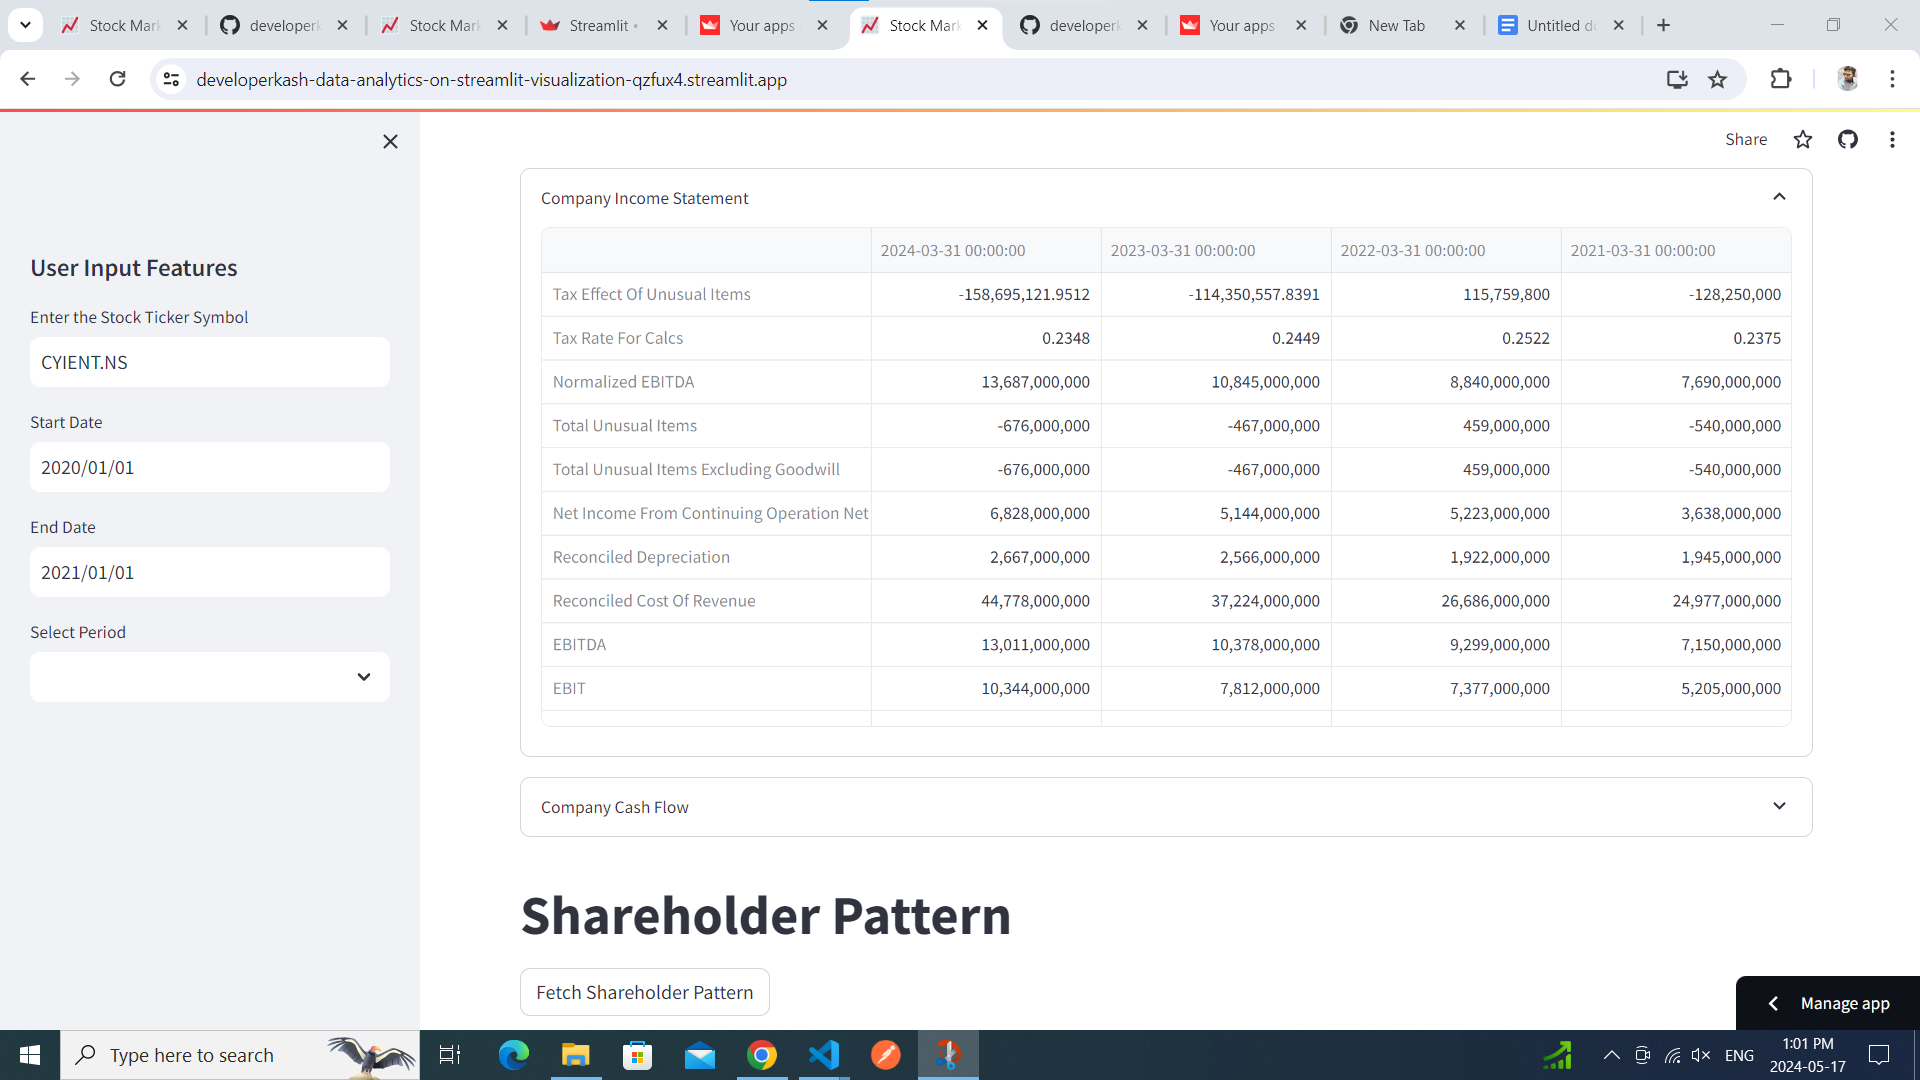 Stock Mark
developerk
Stock Mark
Streamlit •
Your apps
Stock Mark
developerk
Your apps
New Tab
Untitled do
developerkash-data-analytics-on-streamlit-visualization-qzfux4.streamlit.app
Share
User Input Features
Enter the Stock Ticker Symbol
CYIENT.NS
Start Date
2020/01/01
End Date
2021/01/01
Select Period
Company Income Statement
2024-03-31 00:00:00 2023-03-31 00:00:00 2022-03-31 00:00:00 2021-03-31 00:00:00
Tax Effect Of Unusual Items -158,695,121.9512 -114,350,557.8391 115,759,800 -128,250,000
Tax Rate For Calcs 0.2348 0.2449 0.2522 0.2375
Normalized EBITDA 13,687,000,000 10,845,000,000 8,840,000,000 7,690,000,000
Total Unusual Items -676,000,000 -467,000,000 459,000,000 -540,000,000
Total Unusual Items Excluding Goodwill -676,000,000 -467,000,000 459,000,000 -540,000,000
Net Income From Continuing Operation Net 6,828,000,000 5,144,000,000 5,223,000,000 3,638,000,000
Reconciled Depreciation 2,667,000,000 2,566,000,000 1,922,000,000 1,945,000,000
Reconciled Cost Of Revenue 44,778,000,000 37,224,000,000 26,686,000,000 24,977,000,000
EBITDA 13,011,000,000 10,378,000,000 9,299,000,000 7,150,000,000
EBIT 10,344,000,000 7,812,000,000 7,377,000,000 5,205,000,000
Company Cash Flow
Shareholder Pattern
Fetch Shareholder Pattern
Manage app
Type here to search
ENG
1:01 PM
2024-05-17